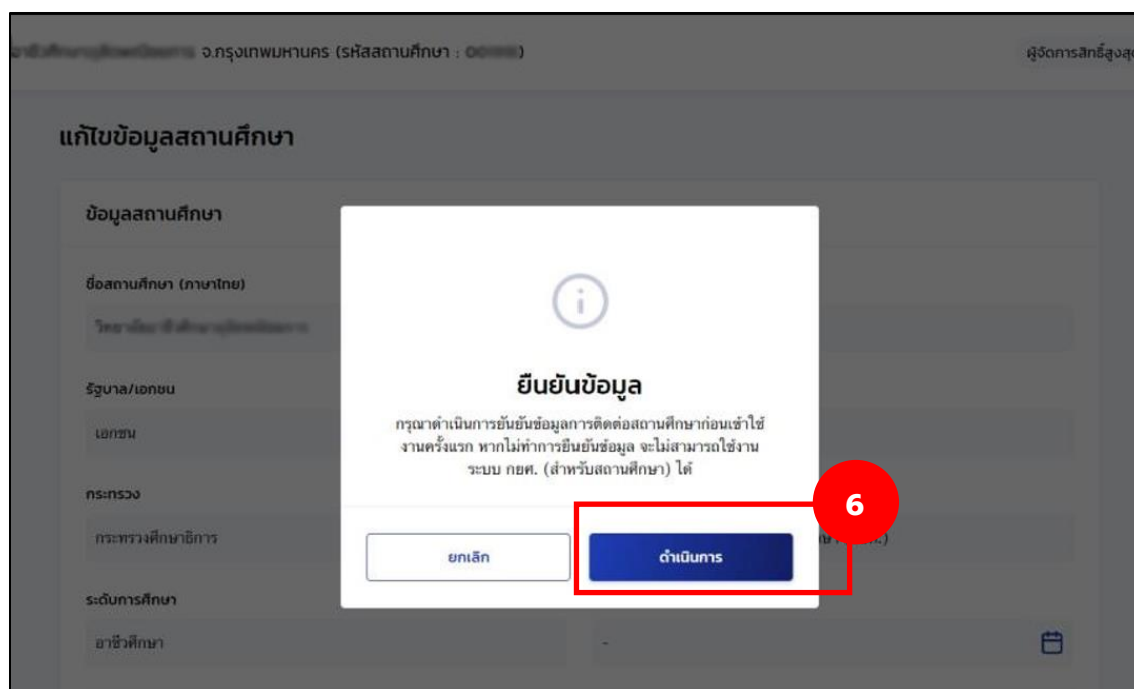 จ.กรุงเทพมหานคร (รหัสสถานศึกษา :
ผู้จัดการสิทธิ์สูงสุด
แก้ไขข้อมูลสถานศึกษา
ข้อมูลสถานศึกษา
ชื่อสถานศึกษา (ภาษาไทย)
รัฐบาล/เอกชน
เอกชน
กระทรวง
กระทรวงศึกษาธิการ
ระดับการศึกษา
อาชีวศึกษา
-
i
ยืนยันข้อมูล
กรุณาดำเนินการยันยันข้อมูลการติดต่อสถานศึกษาก่อนเข้าใช้
งานครั้งแรก หากไม่ทำการยืนยันข้อมูล จะไม่สามารถใช้งาน
ระบบ กยศ. (สำหรับสถานศึกษา) ได้
6
ยกเลิก
ดำเนินการ